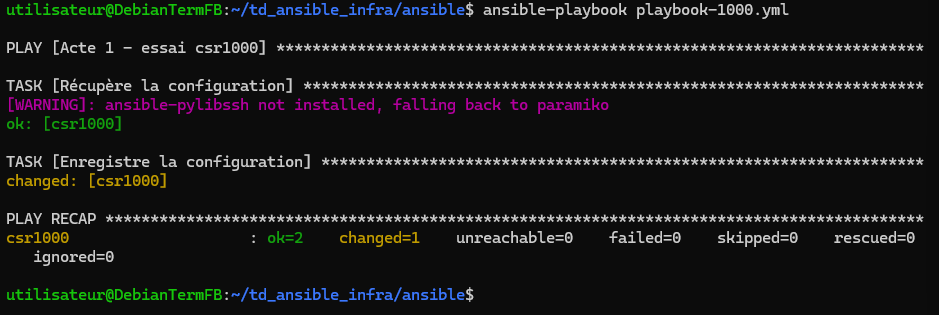 utilisateur@DebianTermFB:~/td_ansible_infra/ansible$ ansible-playbook playbook-1000.yml
PLAY [Acte 1 - essai csr1000] ************************************************************************
TASK [Récupère la configuration] *********************************************************************
[WARNING]: ansible-pylibssh not installed, falling back to paramiko
ok: [csr1000]
TASK [Enregistre la configuration] *******************************************************************
changed: [csr1000]
PLAY RECAP *******************************************************************************************
csr1000                    : ok=2    changed=1    unreachable=0    failed=0    skipped=0    rescued=0
   ignored=0
utilisateur@DebianTermFB:~/td_ansible_infra/ansible$